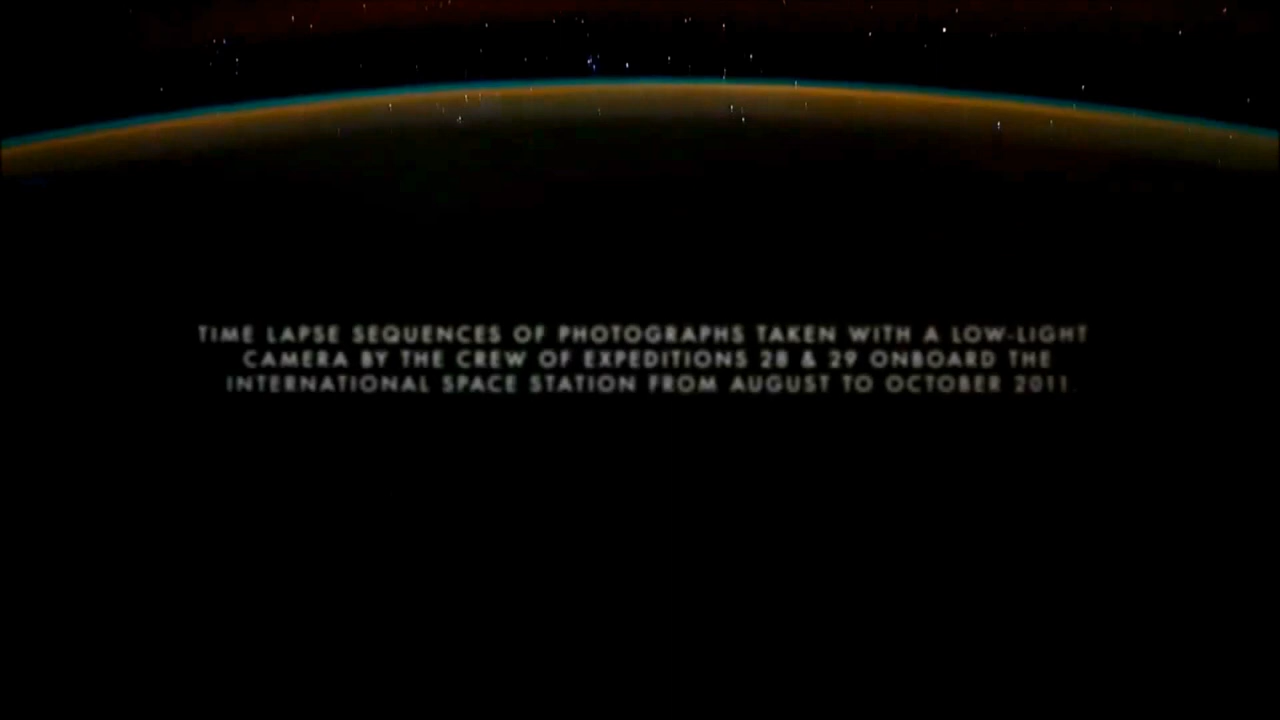 TIME LAPSE SEQUENCES OF PHOTOGRAPHS TAKEN WITH A LOW-LIGHT
CAMERA BY THE CREW OF EXPEDITIONS 28 & 29 ONBOARD THE
INTERNATIONAL SPACE STATION FROM AUGUST TO OCTOBER 2011.